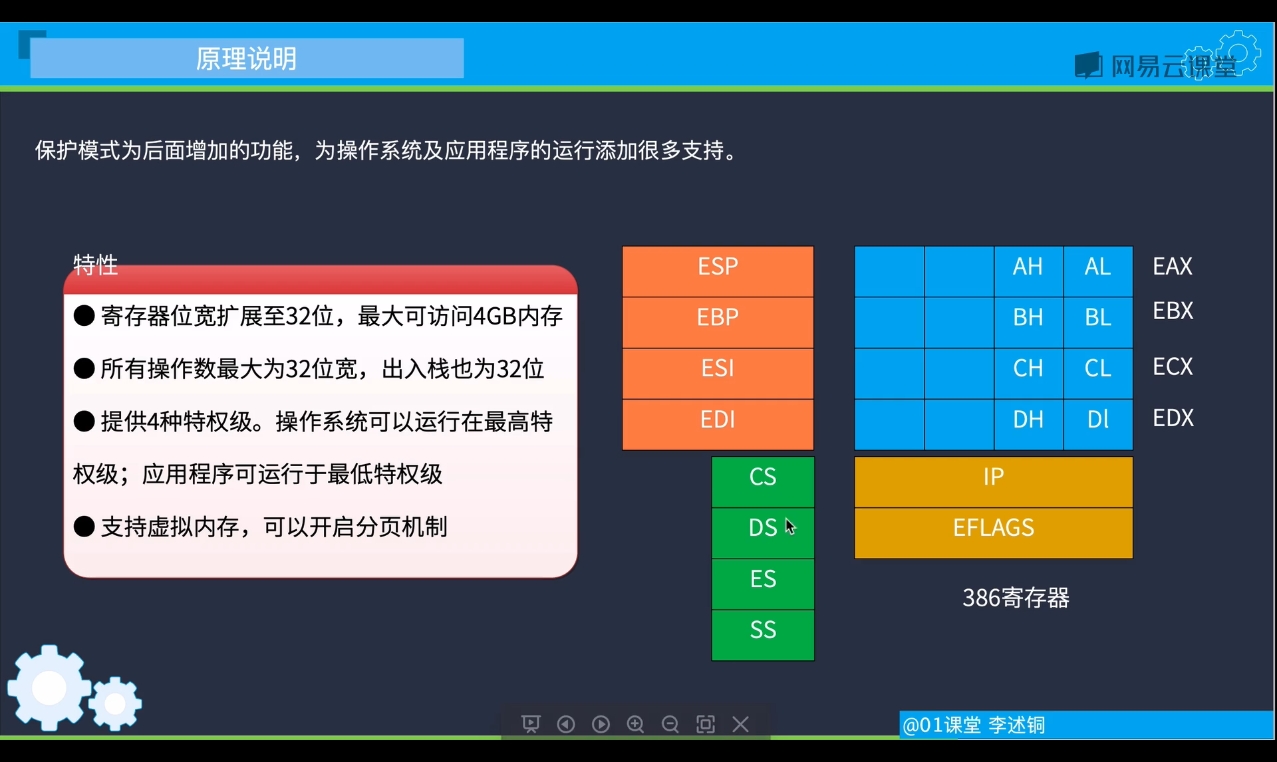 原理说明
网易云课堂
保护模式为后面增加的功能，为操作系统及应用程序的运行添加很多支持。
特性
● 寄存器位宽扩展至32位，最大可访问4GB内存
● 所有操作数最大为32位宽，出入栈也为32位
● 提供4种特权级。操作系统可以运行在最高特
权级；应用程序可运行于最低特权级
● 支持虚拟内存，可以开启分页机制
ESP
EBP
ESI
EDI
CS
DS
ES
SS
AH AL EAX
BH BL EBX
CH CL ECX
DH Dl EDX
IP
EFLAGS
386寄存器
@01课堂 李述铜